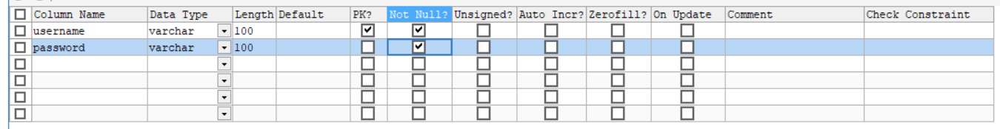 Column Name Data Type Length Default PK? Not Null? Unsigned? Auto Incr? Zerofill? On Update Comment Check Constraint
username varchar 100
password varchar 100